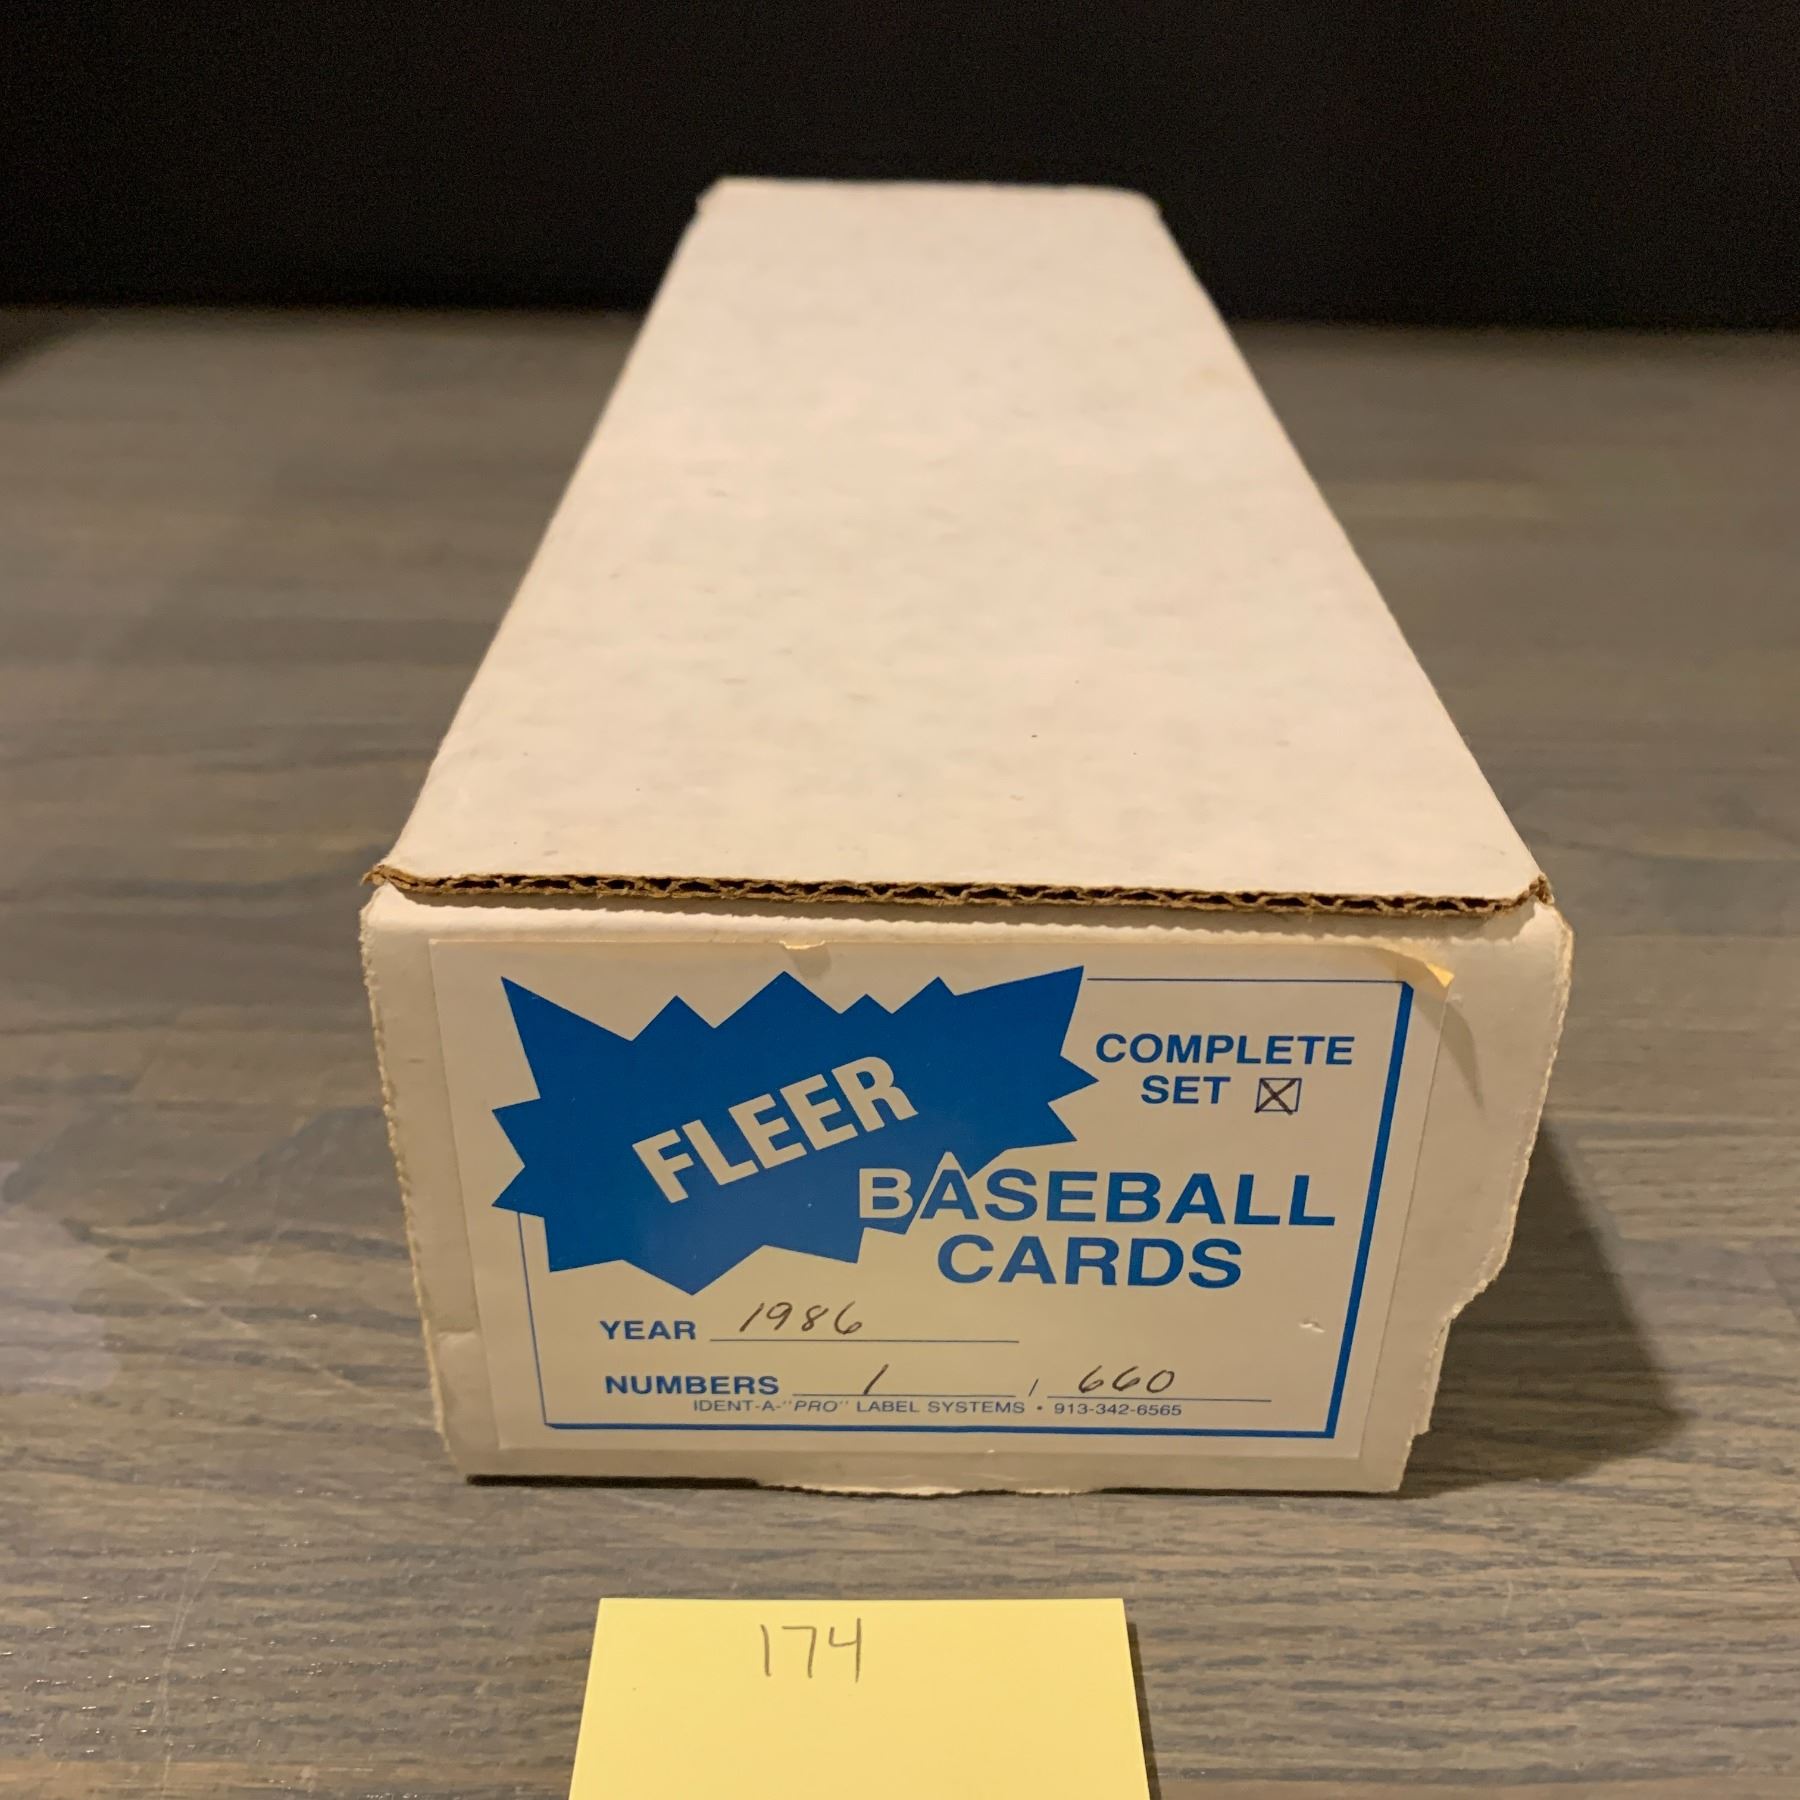 FLEER
COMPLETE
SET ☒
BASEBALL
CARDS
YEAR 1986
NUMBERS 1 / 660
IDENT-A-"PRO" LABEL SYSTEMS • 913-342-6565
174